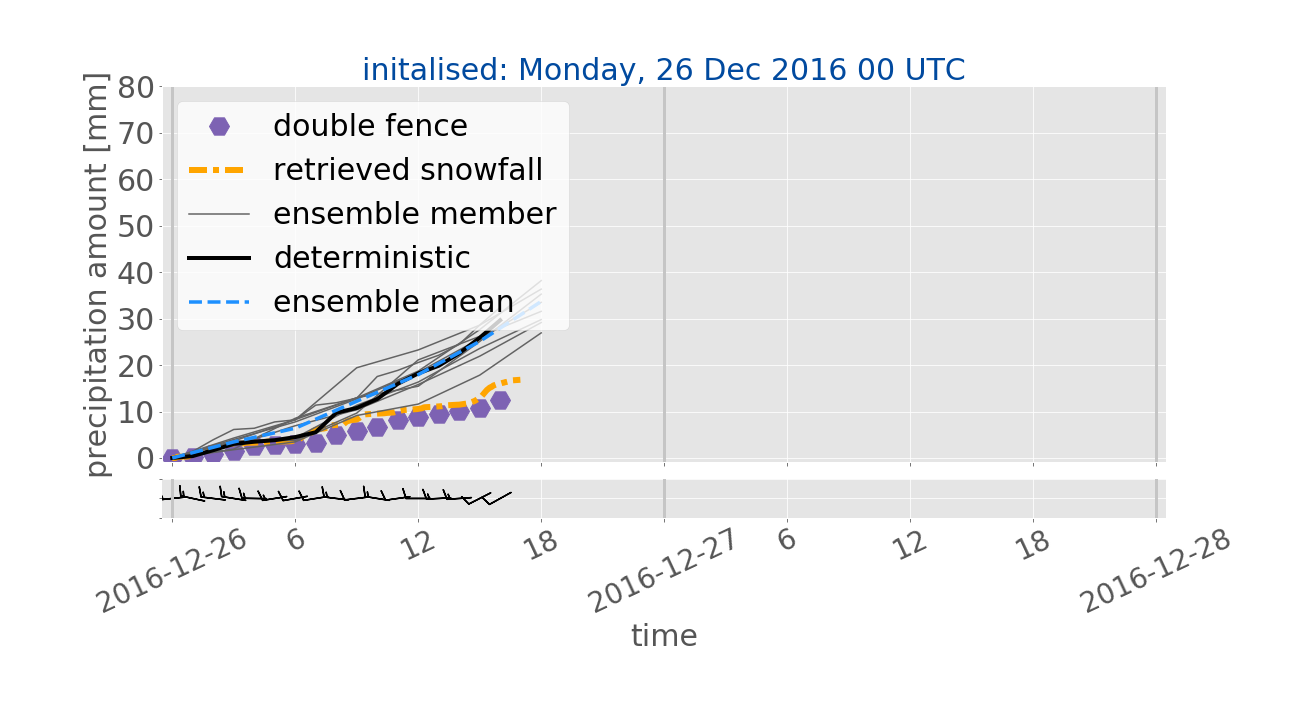 initalised: Monday, 26 Dec 2016 00 UTC
precipitation amount [mm]
80
70
60
50
40
30
20
10
0
double fence
retrieved snowfall
ensemble member
deterministic
ensemble mean
2016-12-26
6
12
18
2016-12-27
6
12
18
2016-12-28
time